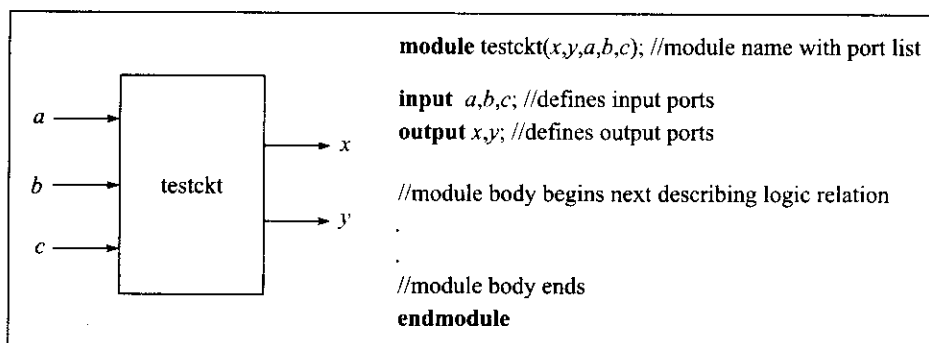 a
b
c
testckt
x
y
module testckt(x,y,a,b,c); //module name with port list
input a,b,c; //defines input ports
output x,y; //defines output ports
//module body begins next describing logic relation
.
.
//module body ends
endmodule